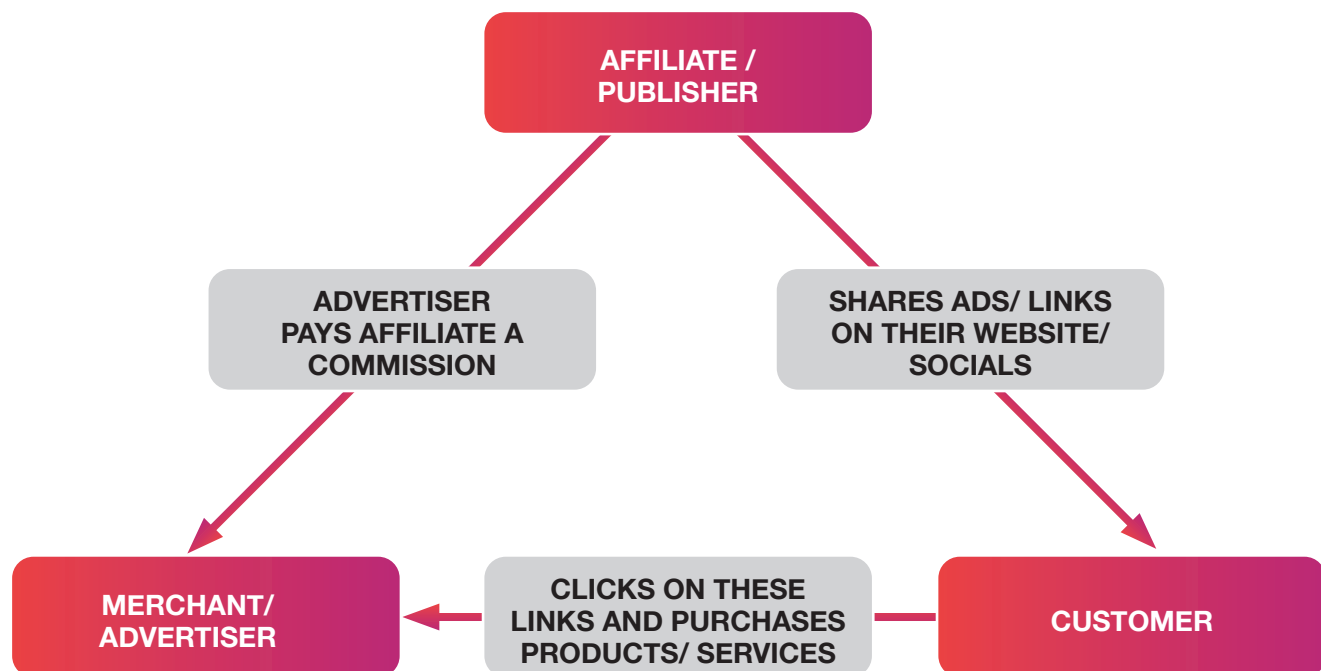 AFFILIATE /
PUBLISHER
ADVERTISER
PAYS AFFILIATE A
COMMISSION
SHARES ADS/ LINKS
ON THEIR WEBSITE/
SOCIALS
MERCHANT/
ADVERTISER
CLICKS ON THESE
LINKS AND PURCHASES
PRODUCTS/ SERVICES
CUSTOMER